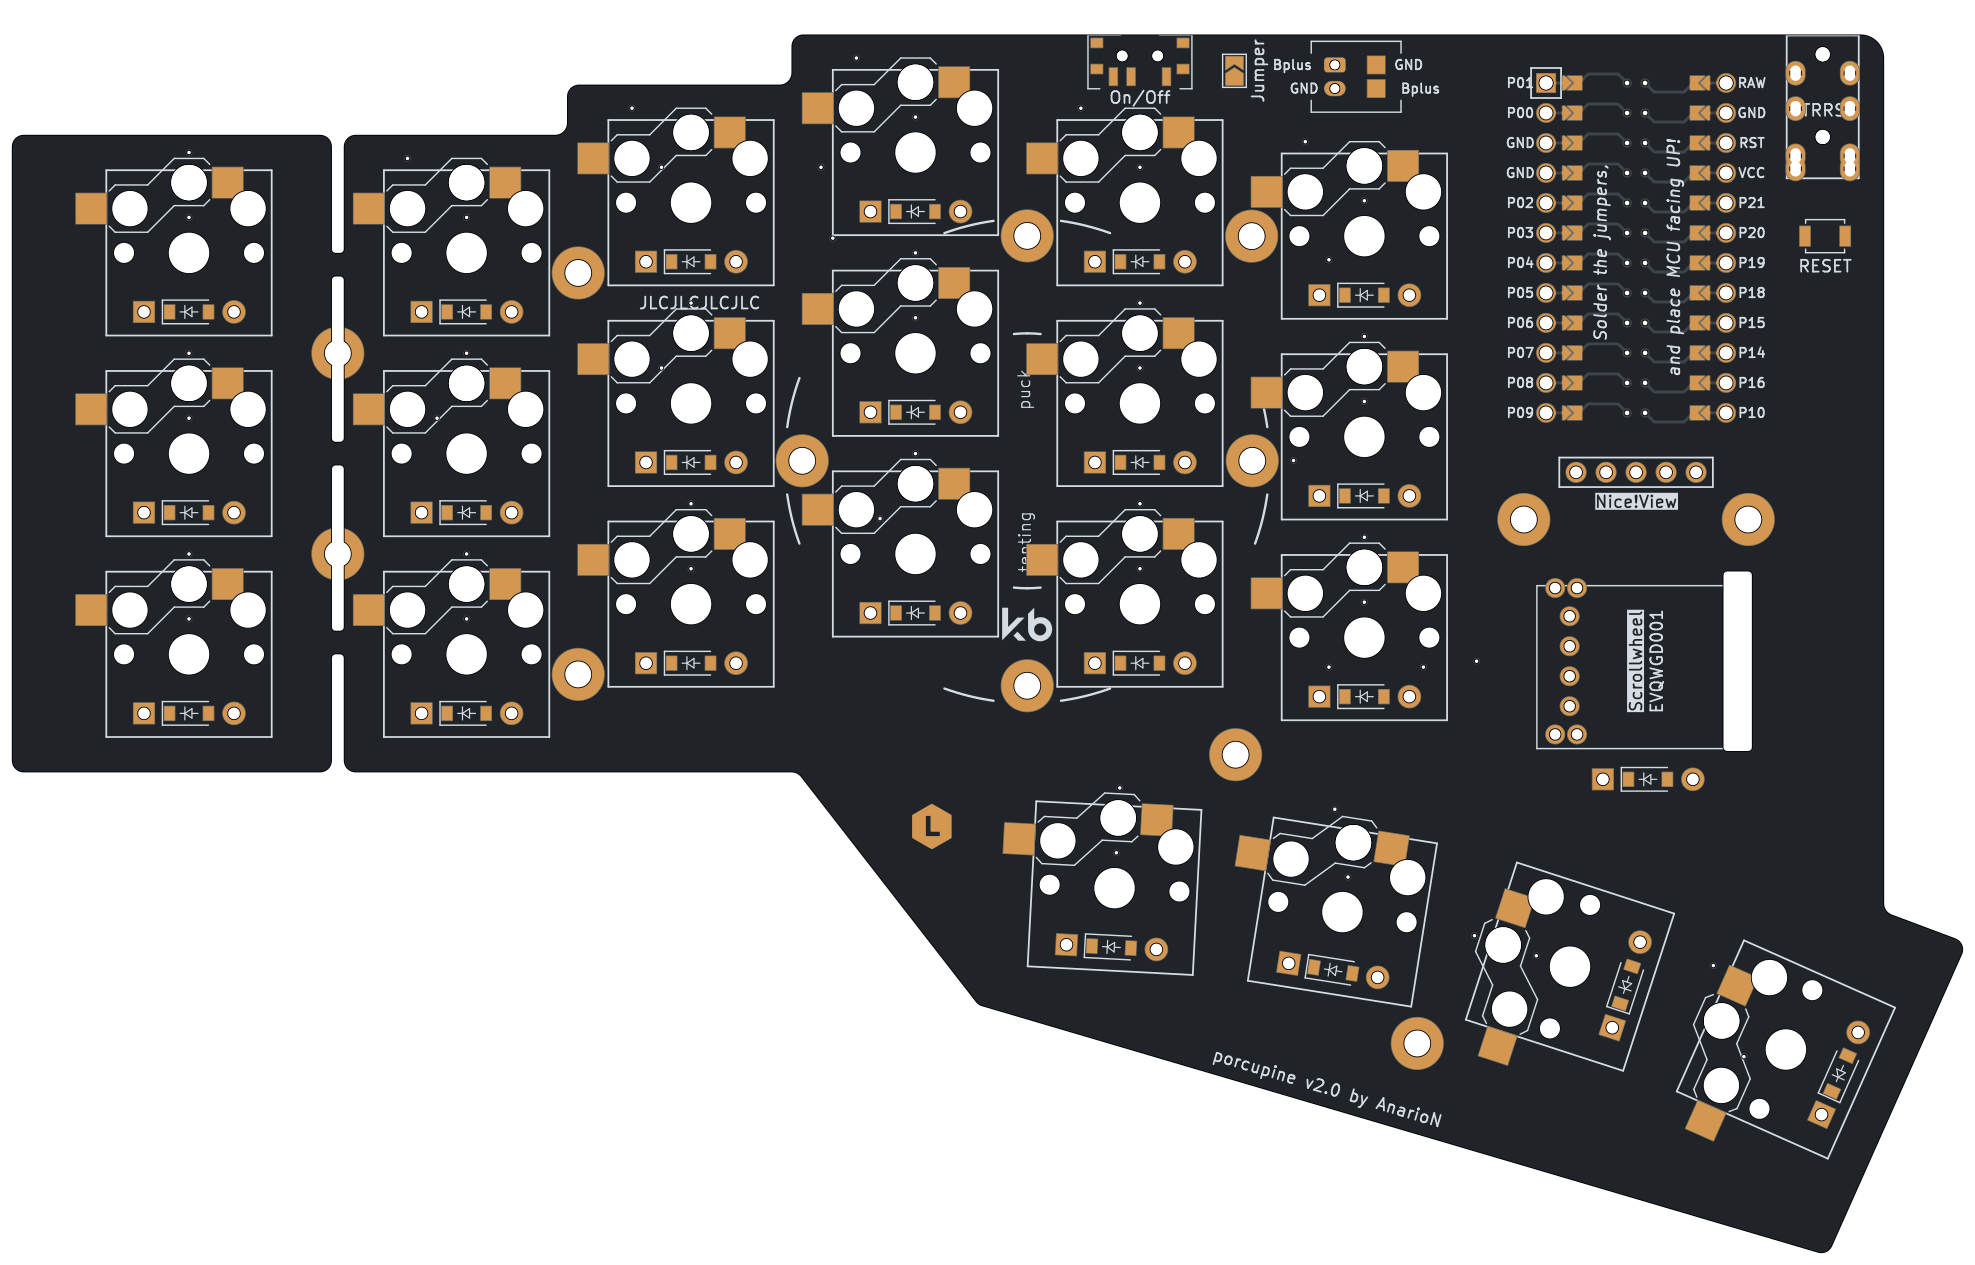 On/Off
Jumper
Bplus
GND
GND
Bplus
P01
RAW
P00
GND
GND
RST
GND
VCC
P02
P21
P03
P20
P04
P19
P05
P18
P06
P15
P07
P14
P08
P16
P09
P10
Solder the jumpers,
and place MCU facing UP!
TRRS
RESET
JLCJLCJLCJLC
puck
tenting
kb
Nice!View
Scrollwheel
EVQWGD001
L
porcupine v2.0 by AnarioN